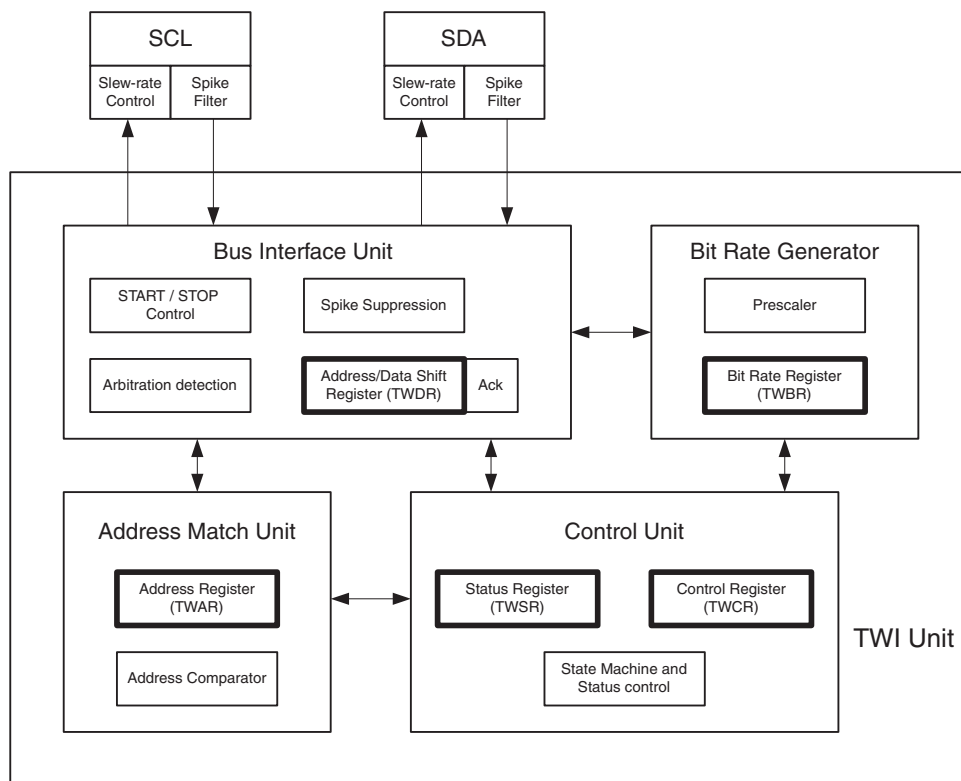 SCL
Slew-rate
Control
Spike
Filter
SDA
Slew-rate
Control
Spike
Filter
Bus Interface Unit
START / STOP
Control
Spike Suppression
Arbitration detection
Address/Data Shift
Register (TWDR)
Ack
Bit Rate Generator
Prescaler
Bit Rate Register
(TWBR)
Address Match Unit
Address Register
(TWAR)
Address Comparator
Control Unit
Status Register
(TWSR)
Control Register
(TWCR)
State Machine and
Status control
TWI Unit